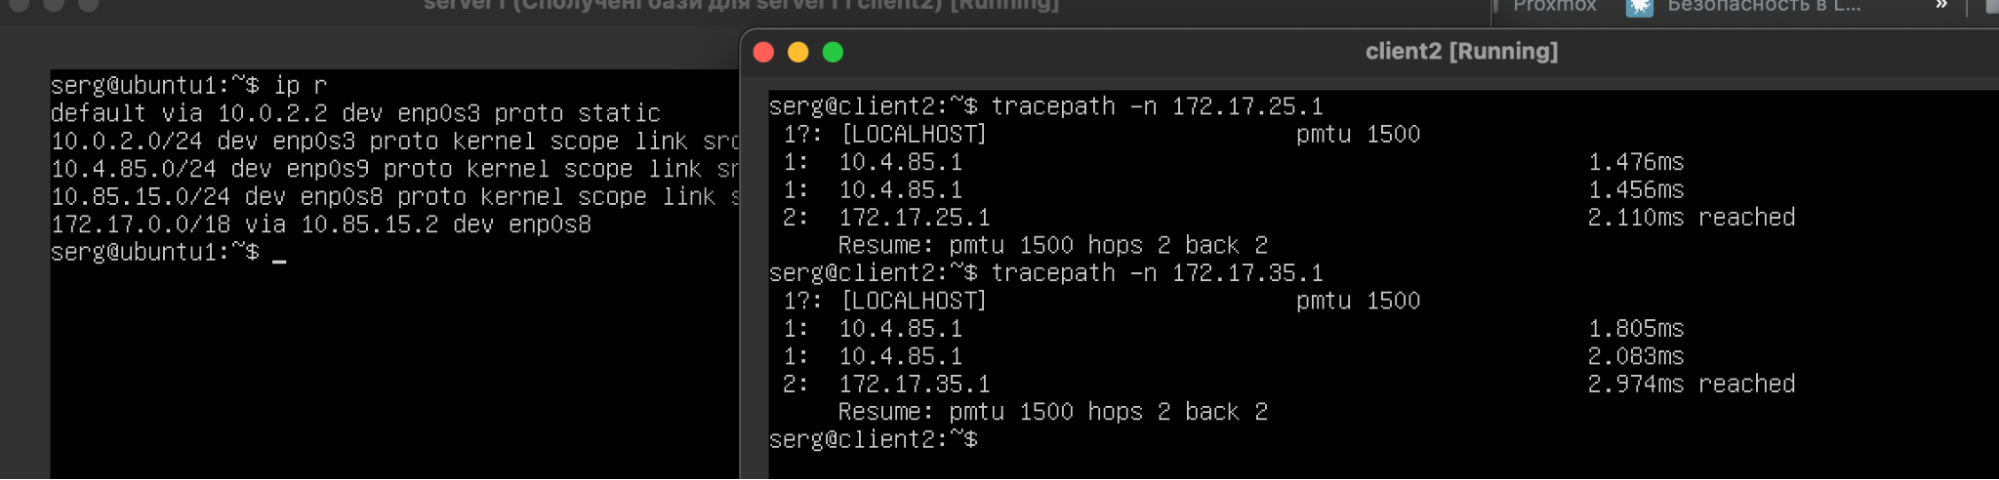 server1 (Сполучені бази для server1 і client2) [Running]
Proxmox
Безопасность в L...
»
client2 [Running]
serg@ubuntu1:~$ ip r
default via 10.0.2.2 dev enp0s3 proto static
10.0.2.0/24 dev enp0s3 proto kernel scope link src
10.4.85.0/24 dev enp0s9 proto kernel scope link sr
10.85.15.0/24 dev enp0s8 proto kernel scope link s
172.17.0.0/18 via 10.85.15.2 dev enp0s8
serg@ubuntu1:~$ _
serg@client2:~$ tracepath -n 172.17.25.1
1?: [LOCALHOST] pmtu 1500
1: 10.4.85.1 1.476ms
1: 10.4.85.1 1.456ms
2: 172.17.25.1 2.110ms reached
Resume: pmtu 1500 hops 2 back 2
serg@client2:~$ tracepath -n 172.17.35.1
1?: [LOCALHOST] pmtu 1500
1: 10.4.85.1 1.805ms
1: 10.4.85.1 2.083ms
2: 172.17.35.1 2.974ms reached
Resume: pmtu 1500 hops 2 back 2
serg@client2:~$